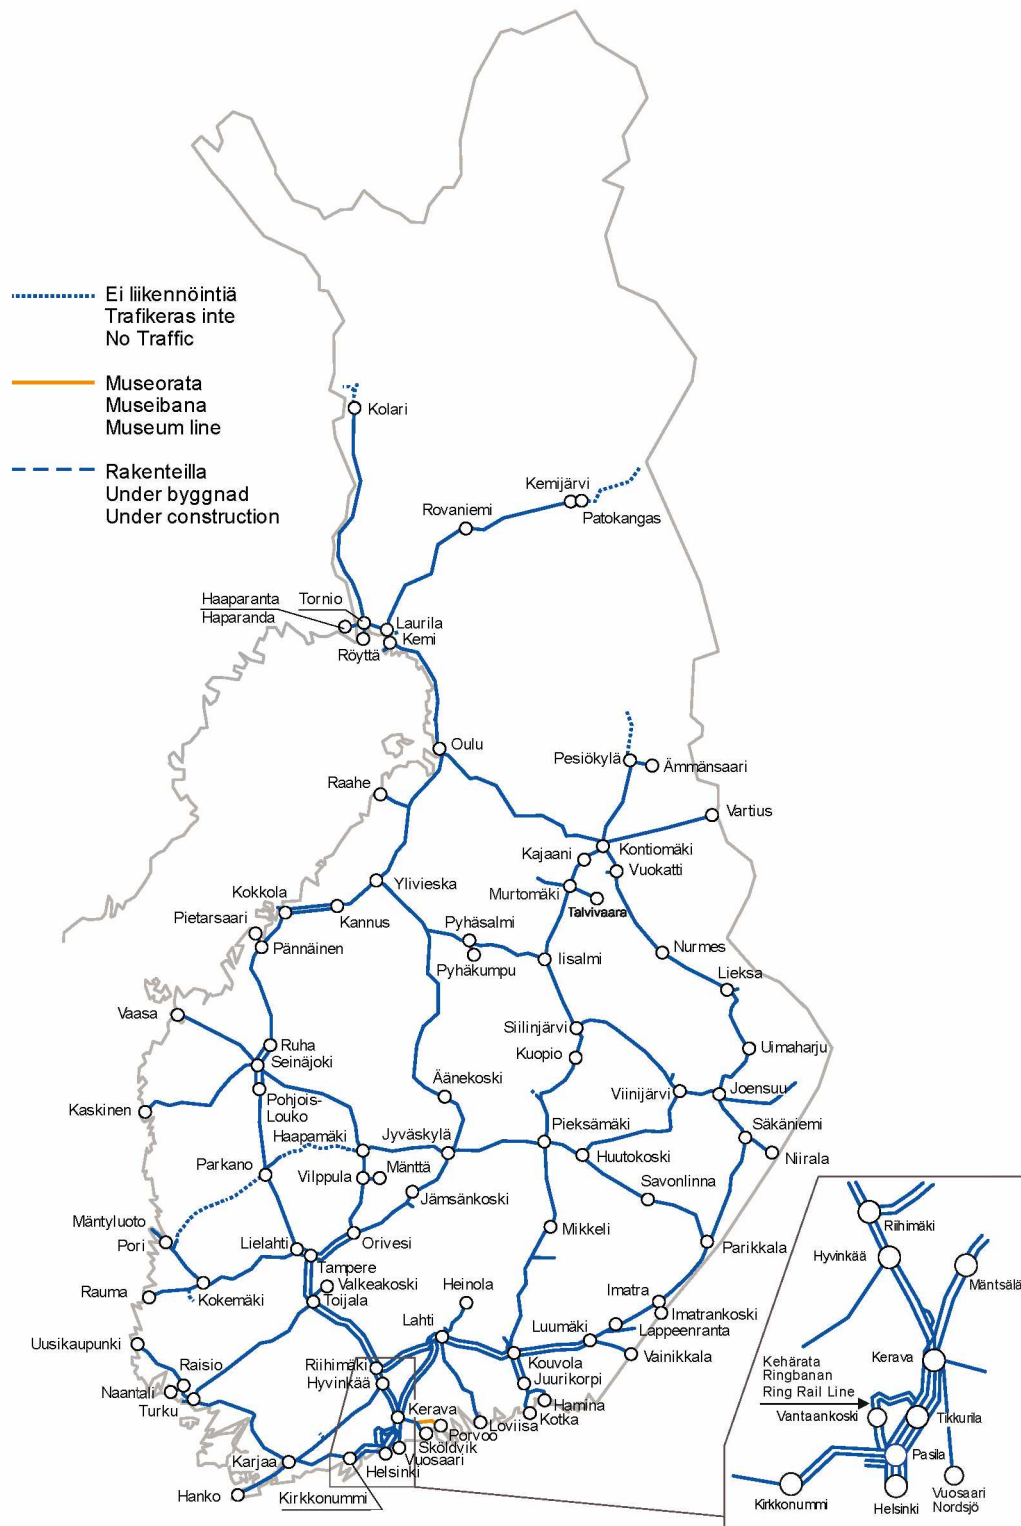 Ei liikennöintiä
Trafikeras inte
No Traffic
Museorata
Museibana
Museum line
Rakenteilla
Under byggnad
Under construction
Kolari
Kemijärvi
Patokangas
Rovaniemi
Haaparanta
Haparanda
Tornio
Laurila
Kemi
Röyttä
Oulu
Pesiökylä
Ämmänsaari
Raahe
Vartius
Kontiomäki
Kajaani
Vuokatti
Ylivieska
Murtomäki
Talvivaara
Kokkola
Kannus
Pietarsaari
Pännäinen
Pyhäsalmi
Pyhäkumpu
Iisalmi
Nurmes
Lieksa
Vaasa
Siilinjärvi
Kuopio
Uimaharju
Ruha
Seinäjoki
Äänekoski
Viinijärvi
Joensuu
Kaskinen
Pohjois-
Louko
Haapamäki
Jyväskylä
Pieksämäki
Säkäniemi
Huutokoski
Niirala
Parkano
Vilppula
Mänttä
Jämsänkoski
Savonlinna
Mäntyluoto
Pori
Lielahti
Orivesi
Mikkeli
Parikkala
Tampere
Valkeakoski
Heinola
Rauma
Kokemäki
Toijala
Imatra
Imatrankoski
Lahti
Luumäki
Lappeenranta
Uusikaupunki
Riihimäki
Hyvinkää
Kouvola
Vainikkala
Raisio
Naantali
Turku
Juurikorpi
Hamina
Kotka
Kerava
Porvoo
Loviisa
Sköldvik
Vuosaari
Helsinki
Karjaa
Hanko
Kirkkonummi
Riihimäki
Hyvinkää
Mäntsälä
Kerava
Kehärata
Ringbanan
Ring Rail Line
Vantaankoski
Tikkurila
Pasila
Kirkkonummi
Helsinki
Vuosaari
Nordsjö